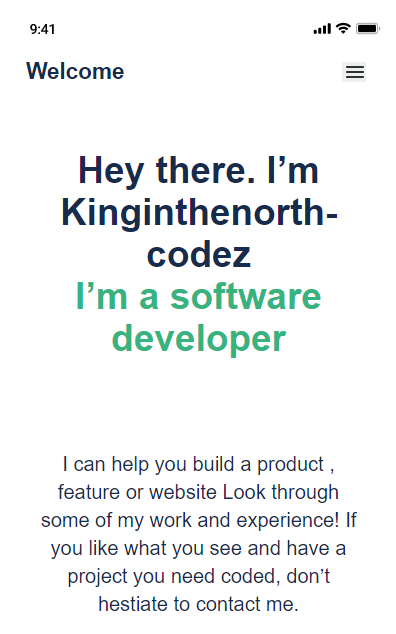 9:41
Welcome
Hey there. I’m
Kinginthenorth-
codez
I’m a software
developer
I can help you build a product ,
feature or website Look through
some of my work and experience! If
you like what you see and have a
project you need coded, don’t
hestiate to contact me.